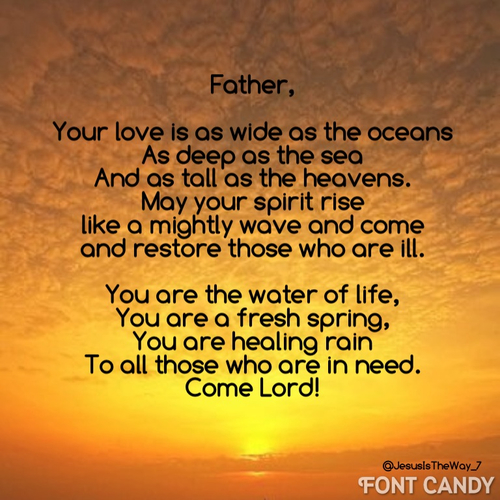 Father,
Your love is as wide as the oceans
As deep as the sea
And as tall as the heavens.
May your spirit rise
like a mightly wave and come
and restore those who are ill.
You are the water of life,
You are a fresh spring,
You are healing rain
To all those who are in need.
Come Lord!
@JesusIsTheWay_7
FONT CANDY